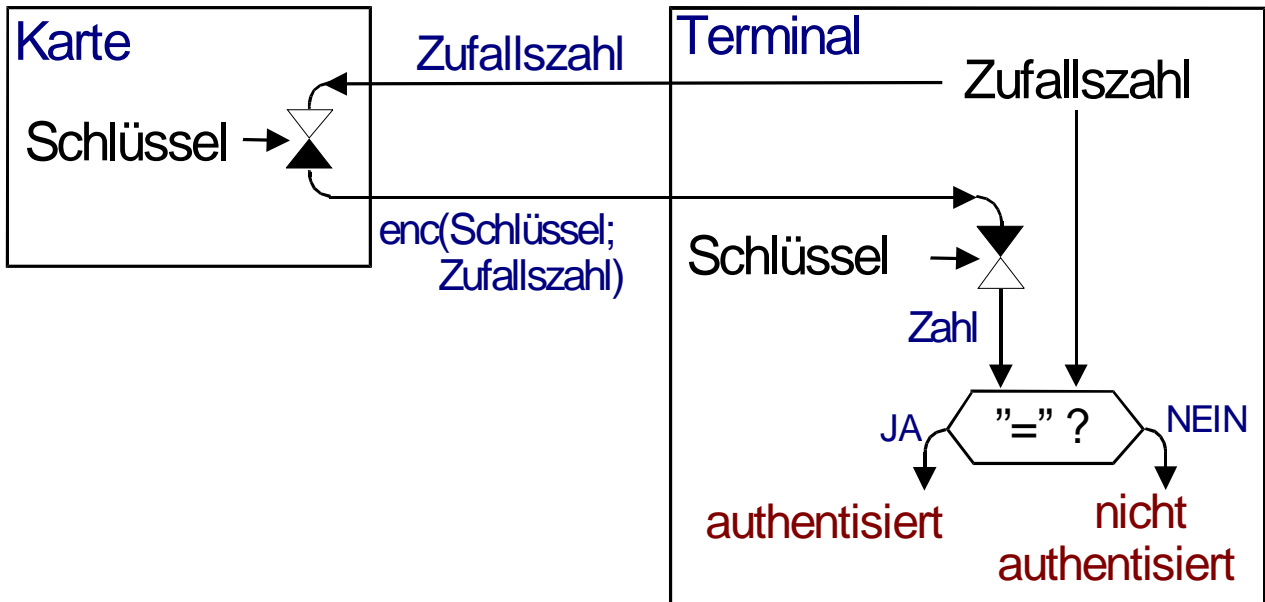 Karte
Zufallszahl
Terminal
Zufallszahl
Schlüssel
enc(Schlüssel;
Zufallszahl)
Schlüssel
Zahl
JA
”=” ?
NEIN
authentisiert
nicht
authentisiert